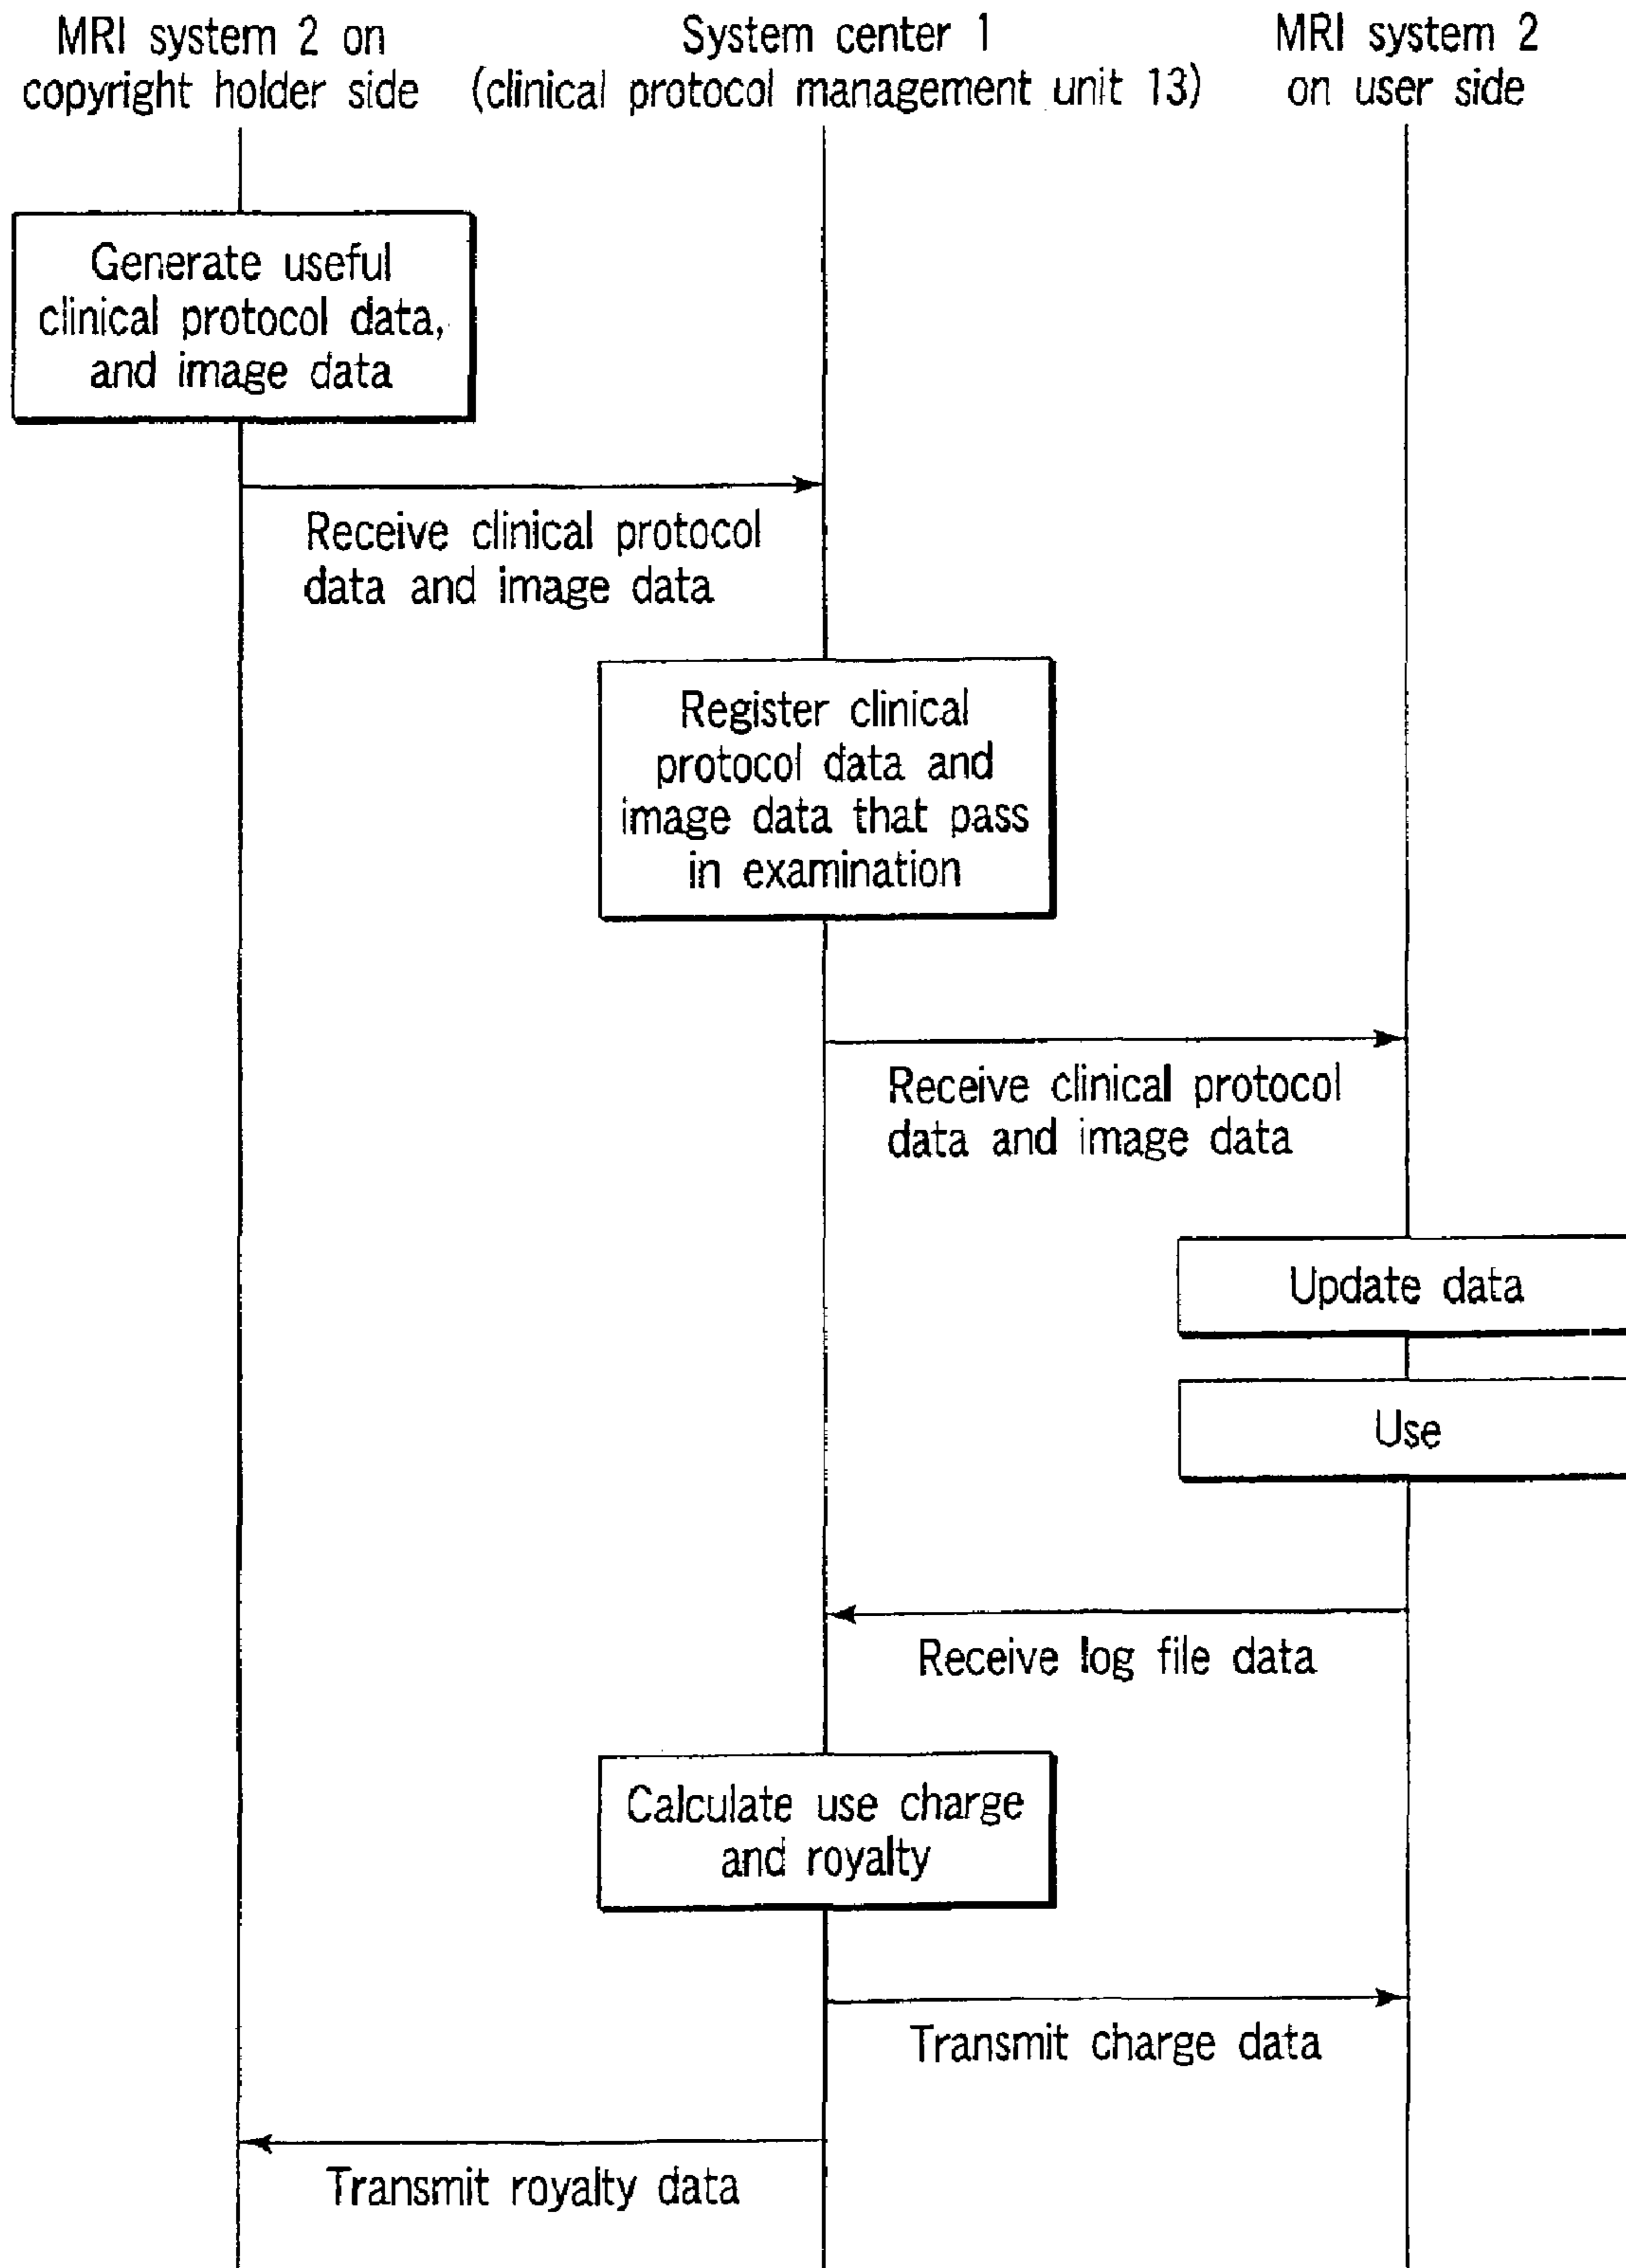 MRI system 2 on
copyright holder side
System center 1
(clinical protocol management unit 13)
MRI system 2
on user side
Generate useful
clinical protocol data,
and image data
Receive clinical protocol
data and image data
Register clinical
protocol data and
image data that pass
in examination
Receive clinical protocol
data and image data
Update data
Use
Receive log file data
Calculate use charge
and royalty
Transmit charge data
Transmit royalty data